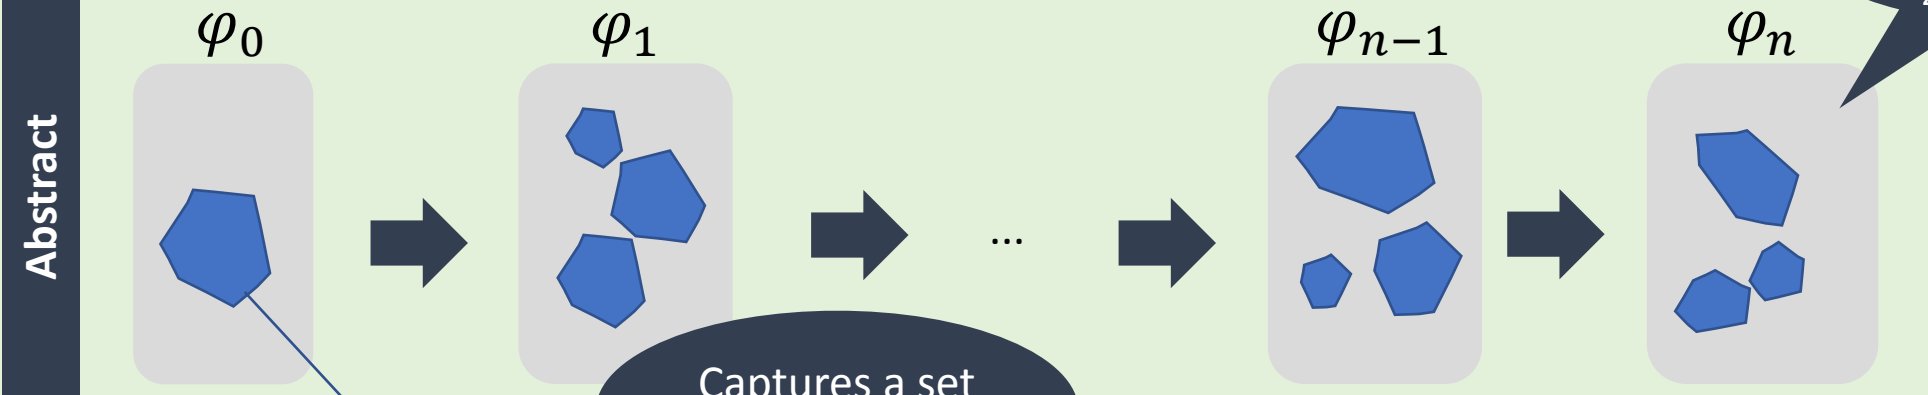 φ₀ φ₁ φₙ₋₁ φₙ
Abstract
...
Captures a set